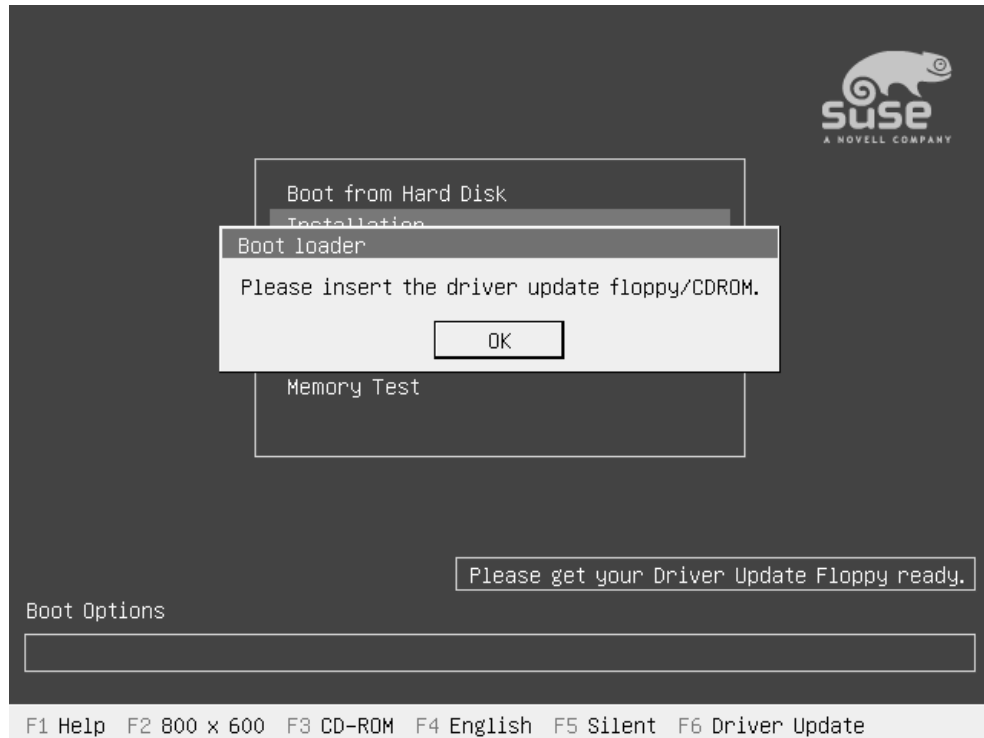 SUSE
A NOVELL COMPANY
Boot from Hard Disk
Installation
Boot loader
Please insert the driver update floppy/CDROM.
OK
Memory Test
Please get your Driver Update Floppy ready.
Boot Options
F1 Help F2 800 x 600 F3 CD-ROM F4 English F5 Silent F6 Driver Update